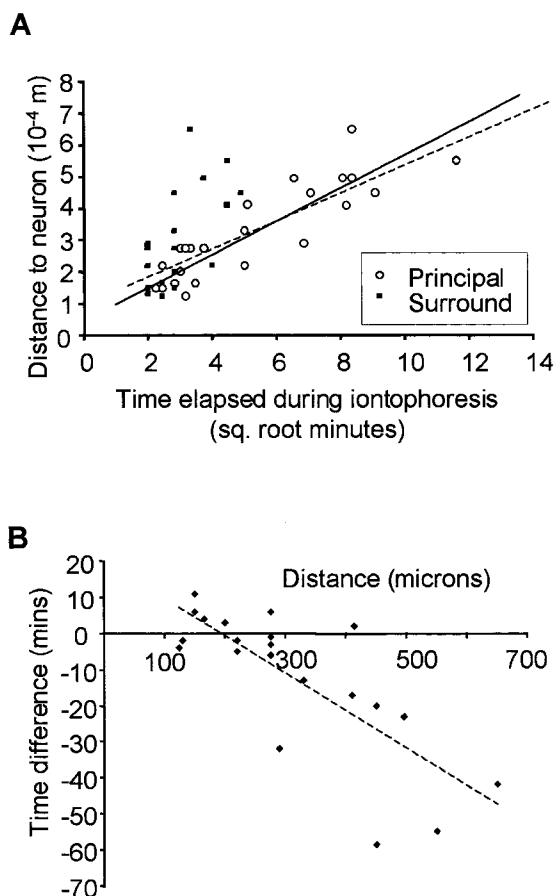 A
Distance to neuron (10⁻⁴ m)
8
7
6
5
4
3
2
1
0
0 2 4 6 8 10 12 14
Principal
Surround
Time elapsed during iontophoresis
(sq. root minutes)
B
Time difference (mins)
Distance (microns)
20
10
0
-10
-20
-30
-40
-50
-60
-70
100 300 500 700